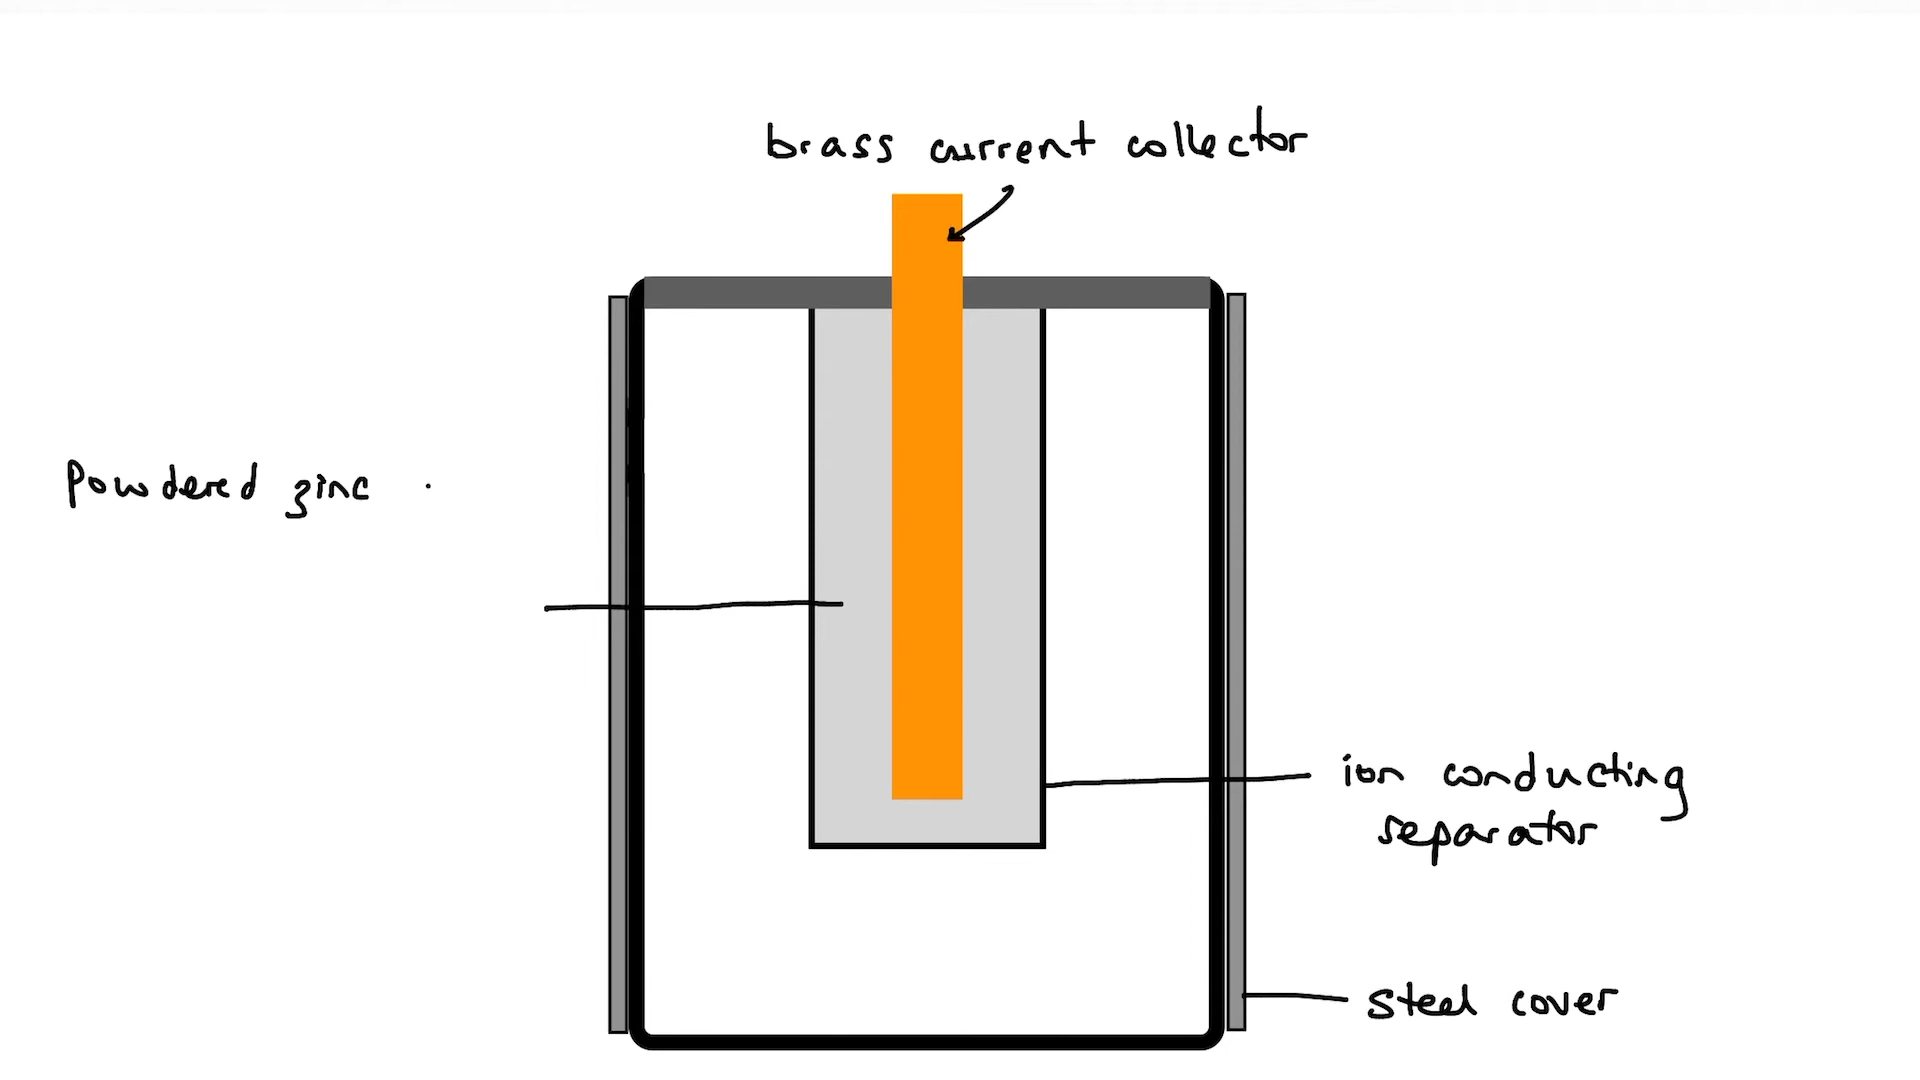 brass current collector
Powdered zinc .
ion conducting
separator
steel cover